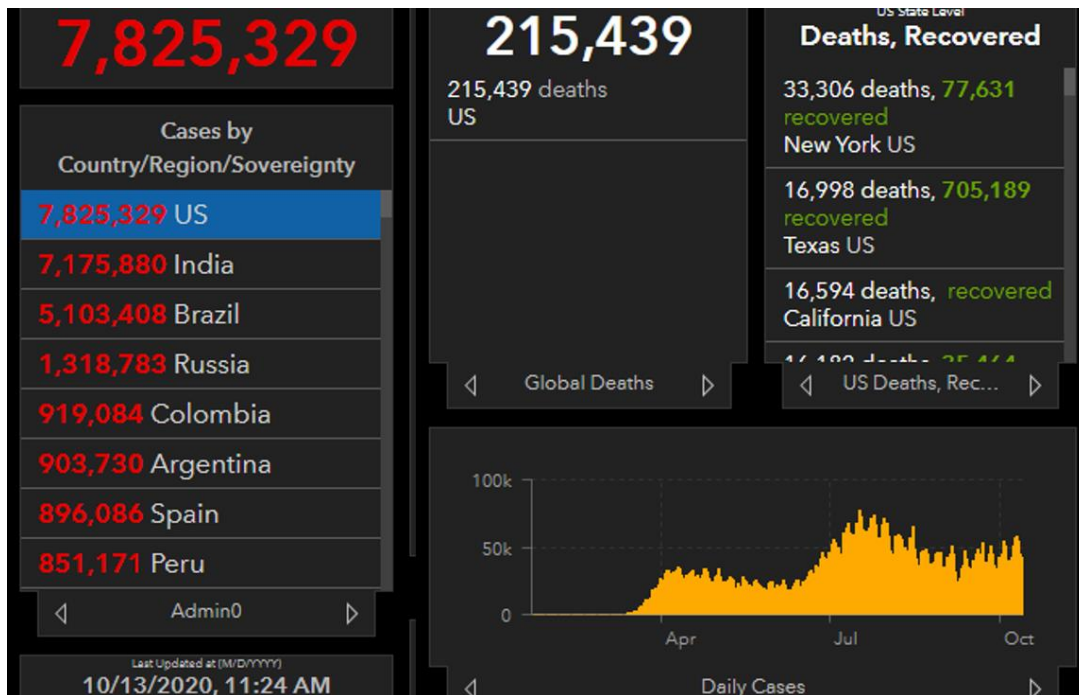 7,825,329
Cases by
Country/Region/Sovereignty
7,825,329 US
7,175,880 India
5,103,408 Brazil
1,318,783 Russia
919,084 Colombia
903,730 Argentina
896,086 Spain
851,171 Peru
Admin0
Last Updated at (M/D/YYYY)
10/13/2020, 11:24 AM
215,439
215,439 deaths
US
Global Deaths
US State Level
Deaths, Recovered
33,306 deaths, 77,631
recovered
New York US
16,998 deaths, 705,189
recovered
Texas US
16,594 deaths, recovered
California US
US Deaths, Rec...
100k
50k
0
Apr
Jul
Oct
Daily Cases